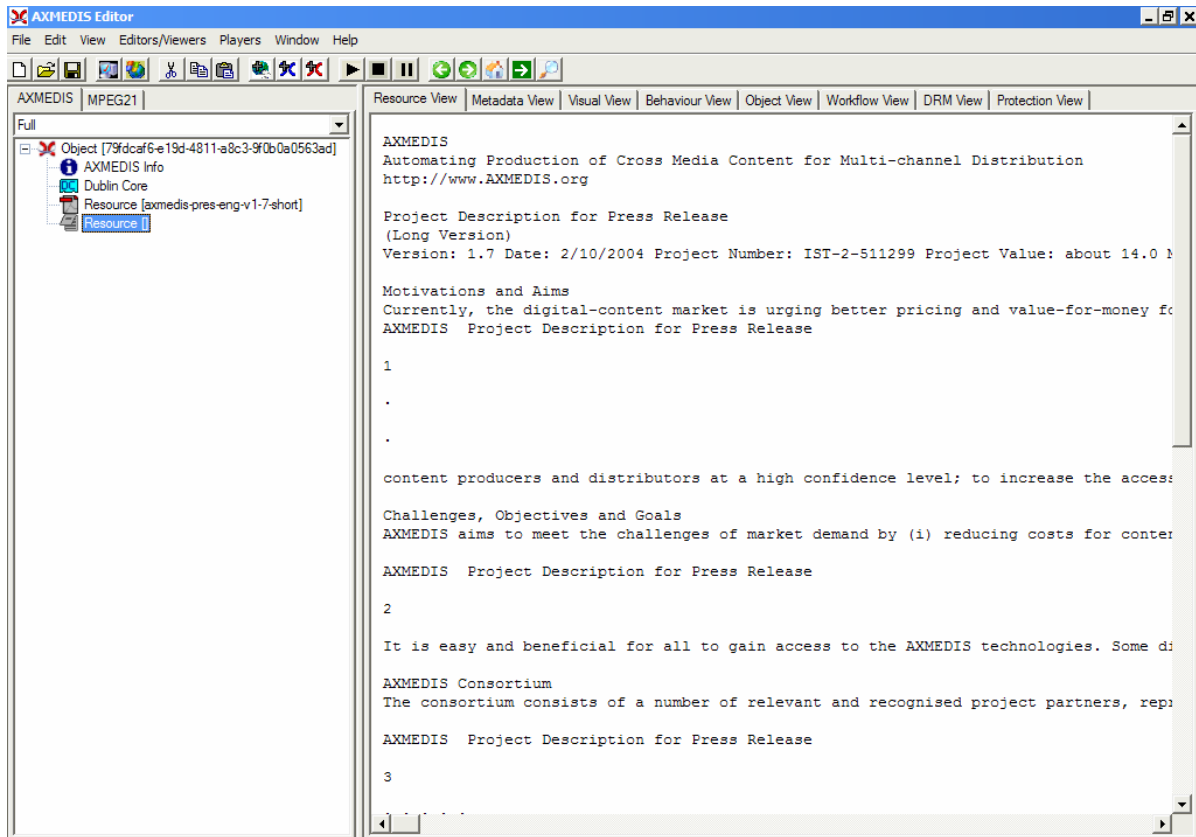 AXMEDIS Editor
File Edit View Editors/Viewers Players Window Help
AXMEDIS MPEG21
Full
Object [79fdcaf6-e19d-4811-a8c3-9f0b0a0563ad]
AXMEDIS Info
DC Dublin Core
Resource [axmedis-pres-eng-v1-7-short]
Resource []
Resource View Metadata View Visual View Behaviour View Object View Workflow View DRM View Protection View
AXMEDIS
Automating Production of Cross Media Content for Multi-channel Distribution
http://www.AXMEDIS.org
Project Description for Press Release
(Long Version)
Version: 1.7 Date: 2/10/2004 Project Number: IST-2-511299 Project Value: about 14.0
Motivations and Aims
Currently, the digital-content market is urging better pricing and value-for-money
AXMEDIS Project Description for Press Release
1
.
.
content producers and distributors at a high confidence level; to increase the
Challenges, Objectives and Goals
AXMEDIS aims to meet the challenges of market demand by (i) reducing costs for
AXMEDIS Project Description for Press Release
2
It is easy and beneficial for all to gain access to the AXMEDIS technologies. Some
AXMEDIS Consortium
The consortium consists of a number of relevant and recognised project partners,
AXMEDIS Project Description for Press Release
3